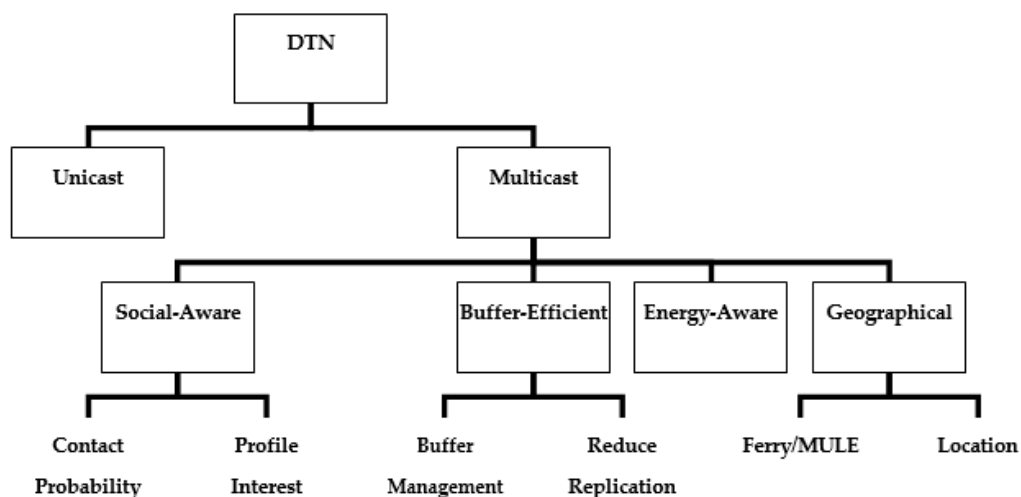 DTN
Unicast
Multicast
Social-Aware
Buffer-Efficient
Energy-Aware
Geographical
Contact
Probability
Profile
Interest
Buffer
Management
Reduce
Replication
Ferry/MULE
Location